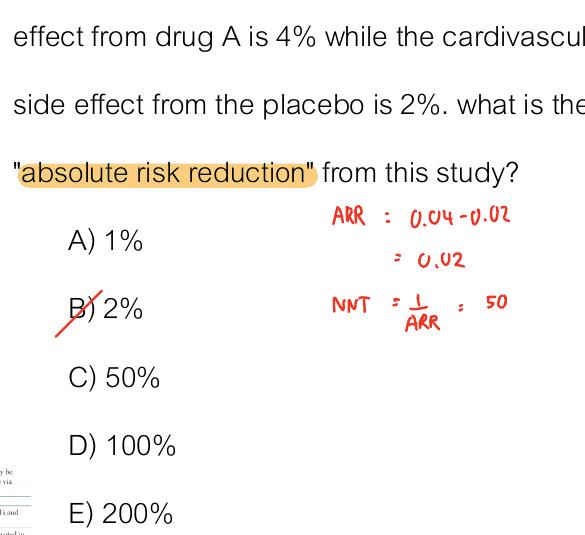 effect from drug A is 4% while the cardivascul
side effect from the placebo is 2%. what is the
"absolute risk reduction" from this study?
ARR : 0.04-0.02
A) 1%
= 0.02
B) 2%
NNT = 1/ARR : 50
C) 50%
D) 100%
y be
via
E) 200%